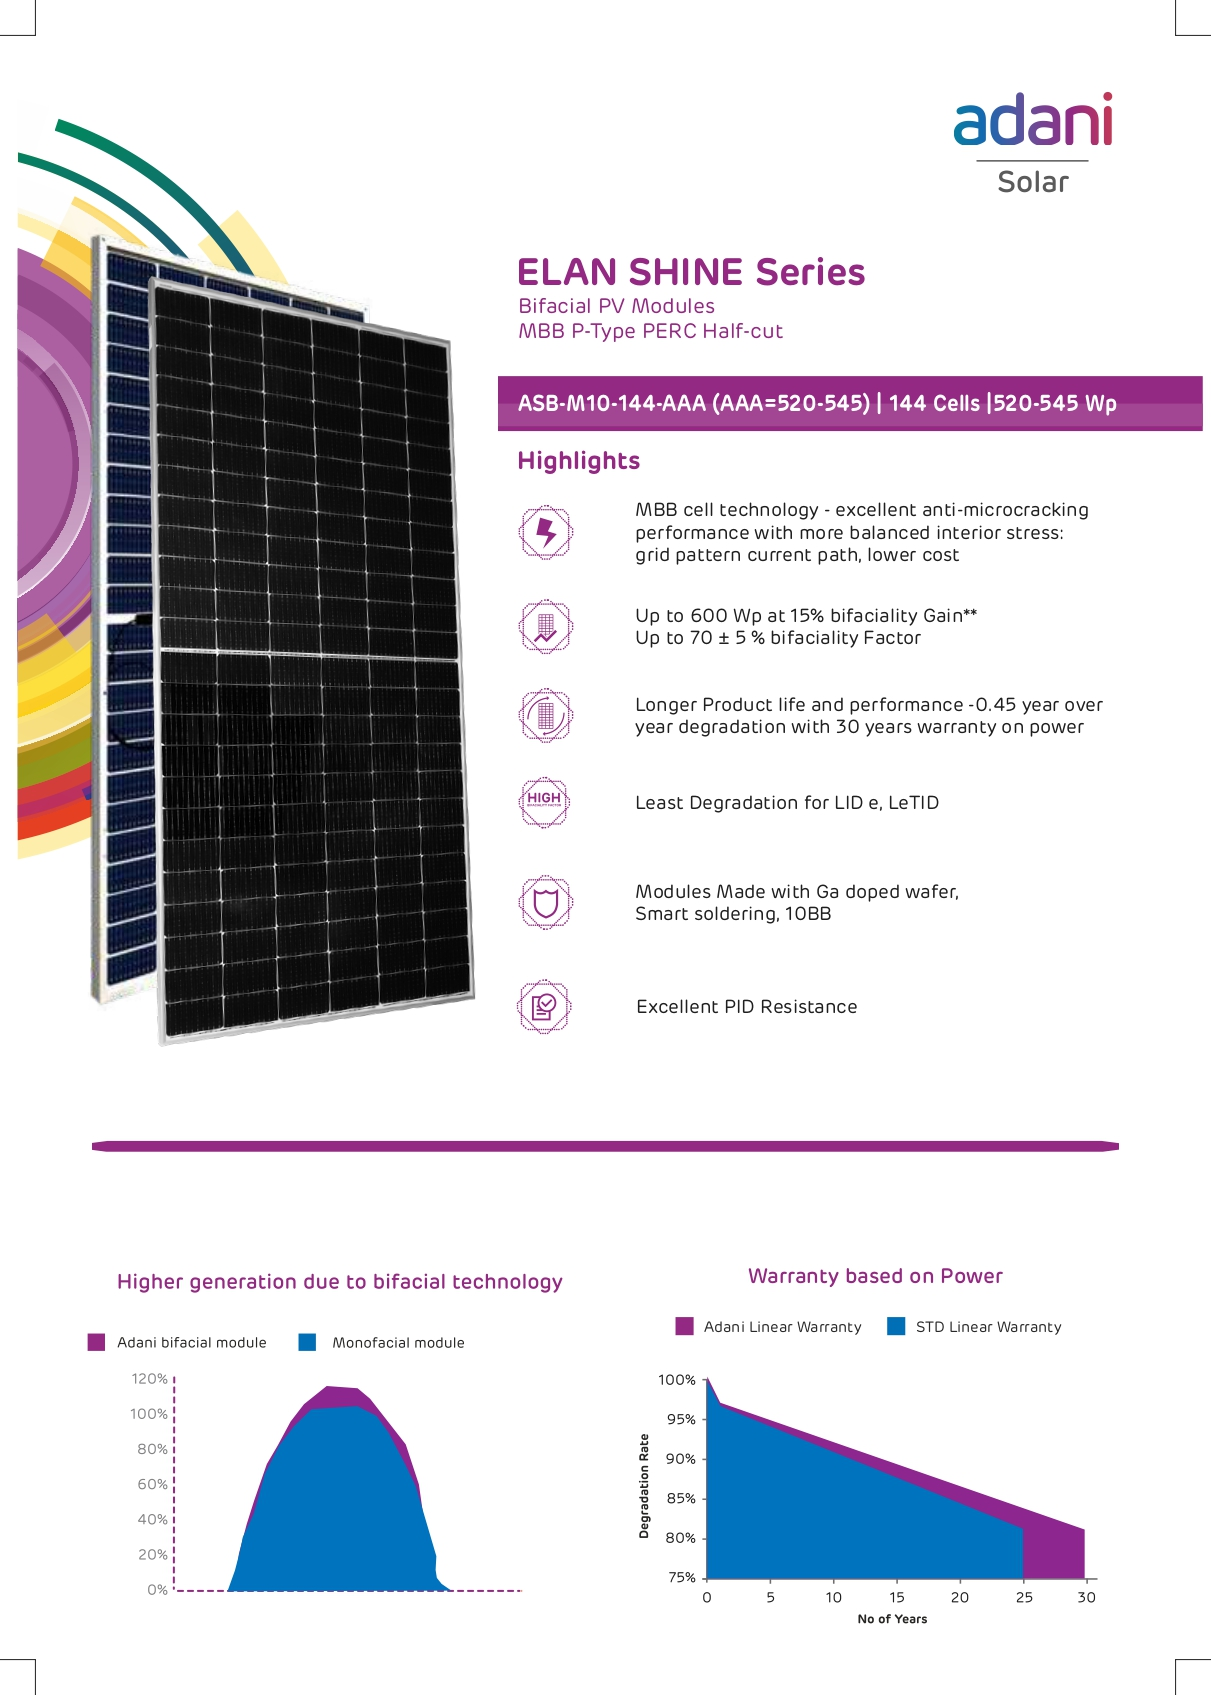 adani
Solar
ELAN SHINE Series
Bifacial PV Modules
MBB P-Type PERC Half-cut
ASB-M10-144-AAA (AAA=520-545) | 144 Cells |520-545 Wp
Highlights
MBB cell technology - excellent anti-microcracking
performance with more balanced interior stress:
grid pattern current path, lower cost
Up to 600 Wp at 15% bifaciality Gain**
Up to 70 ± 5 % bifaciality Factor
Longer Product life and performance -0.45 year over
year degradation with 30 years warranty on power
HIGH
BIFACIALITY FACTOR
Least Degradation for LID e, LeTID
Modules Made with Ga doped wafer,
Smart soldering, 10BB
Excellent PID Resistance
Higher generation due to bifacial technology
Adani bifacial module
Monofacial module
120%
100%
80%
60%
40%
20%
0%
Warranty based on Power
Adani Linear Warranty
STD Linear Warranty
Degradation Rate
100%
95%
90%
85%
80%
75%
0
5
10
15
20
25
30
No of Years